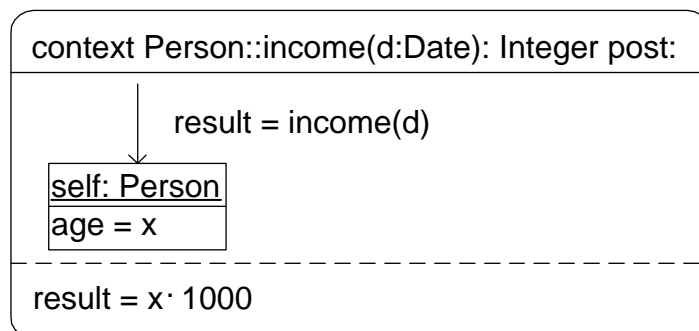 context Person::income(d:Date): Integer post:
result = income(d)
self: Person
age = x
result = x· 1000